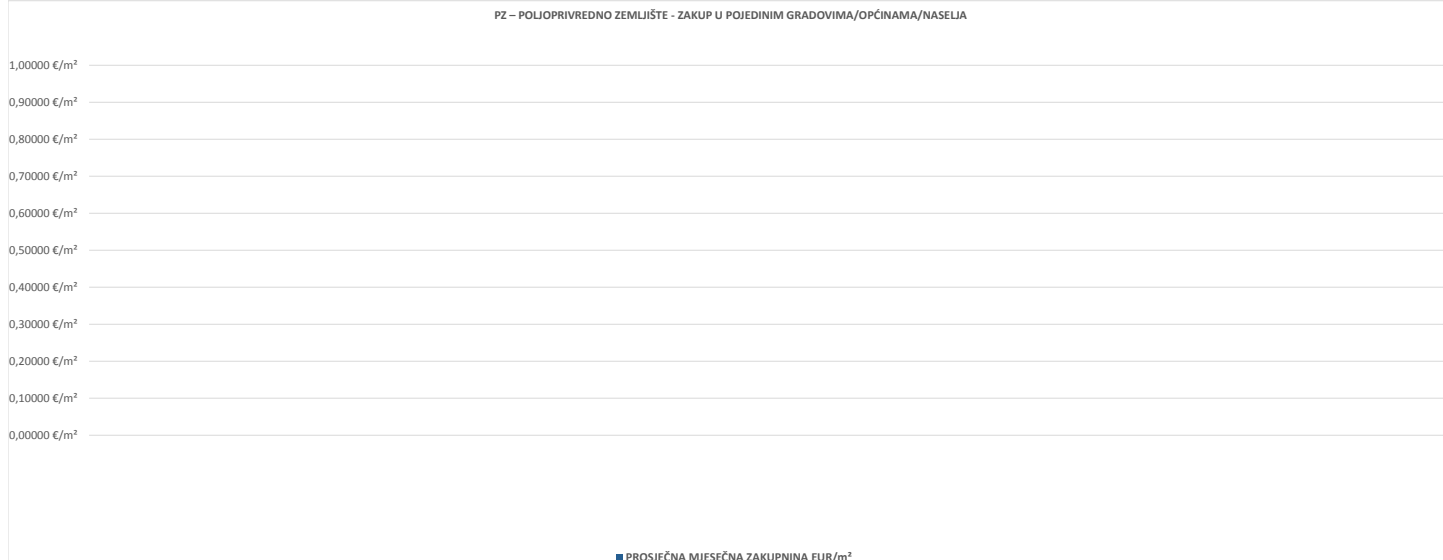 PZ – POLJOPRIVREDNO ZEMLJIŠTE - ZAKUP U POJEDINIM GRADOVIMA/OPĆINAMA/NASELJA
1,00000 €/m²
0,90000 €/m²
0,80000 €/m²
0,70000 €/m²
0,60000 €/m²
0,50000 €/m²
0,40000 €/m²
0,30000 €/m²
0,20000 €/m²
0,10000 €/m²
0,00000 €/m²
PROSJEČNA MJESEČNA ZAKUPNINA EUR/m²